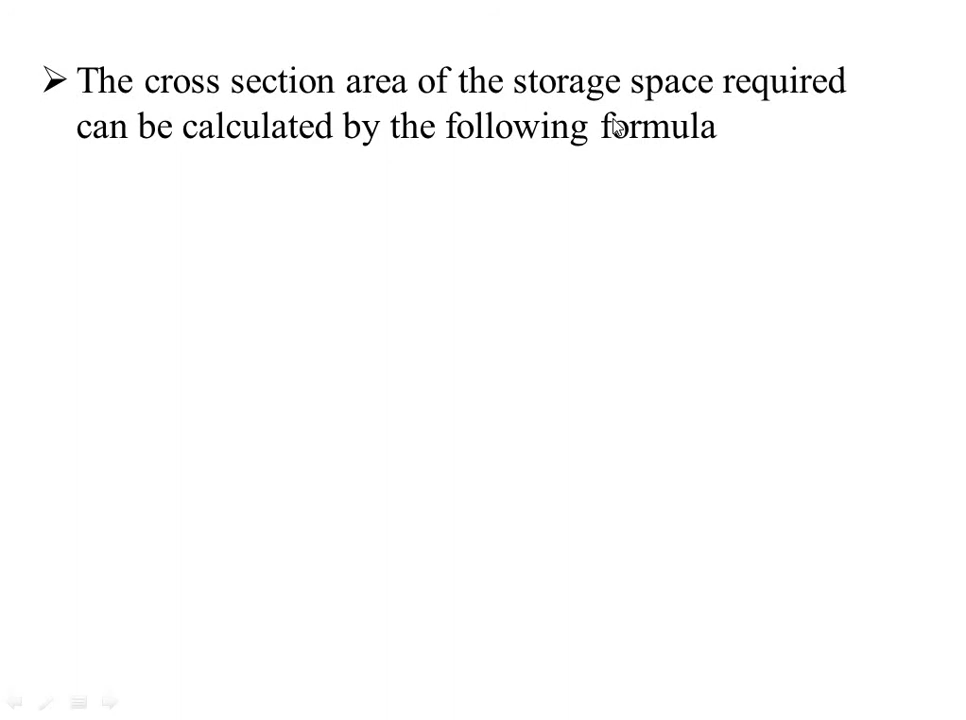 ➢ The cross section area of the storage space required
can be calculated by the following formula